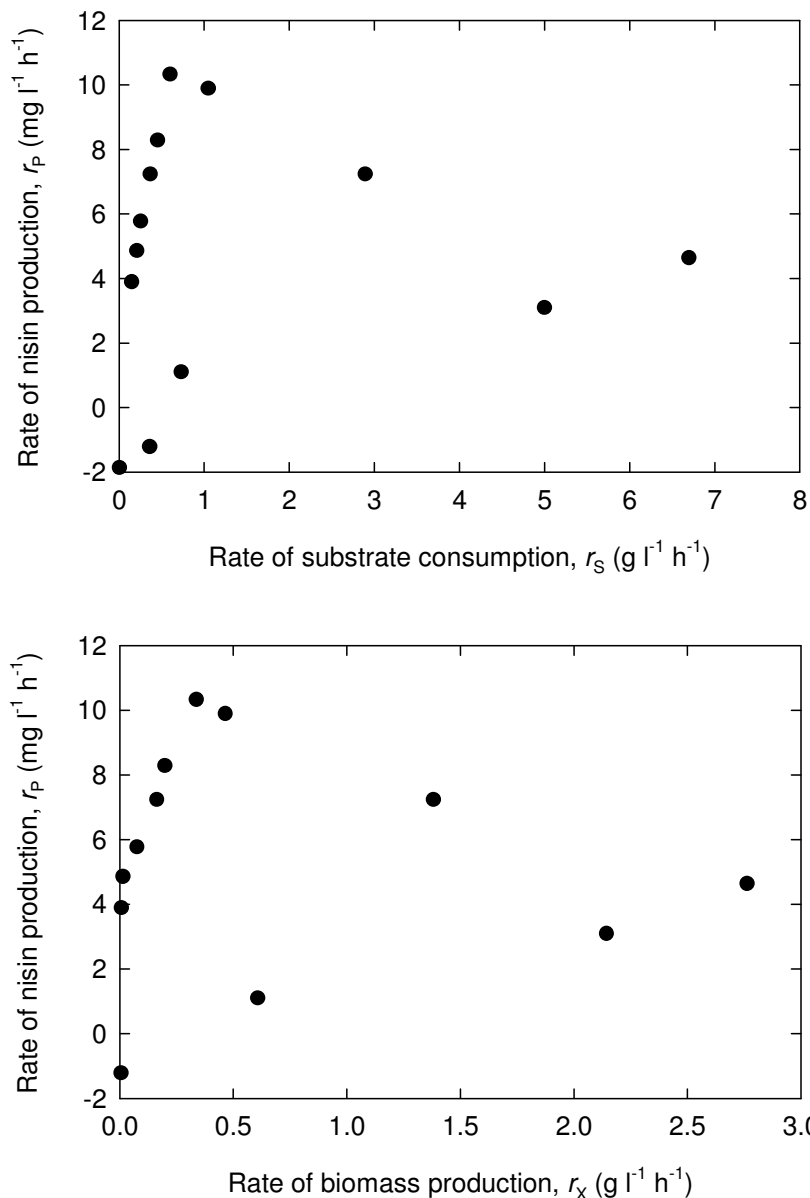 12
10
8
6
4
2
0
-2
Rate of nisin production, rP (mg l-1 h-1)
0 1 2 3 4 5 6 7 8
Rate of substrate consumption, rS (g l-1 h-1)
12
10
8
6
4
2
0
-2
Rate of nisin production, rP (mg l-1 h-1)
0.0 0.5 1.0 1.5 2.0 2.5 3.0
Rate of biomass production, rX (g l-1 h-1)